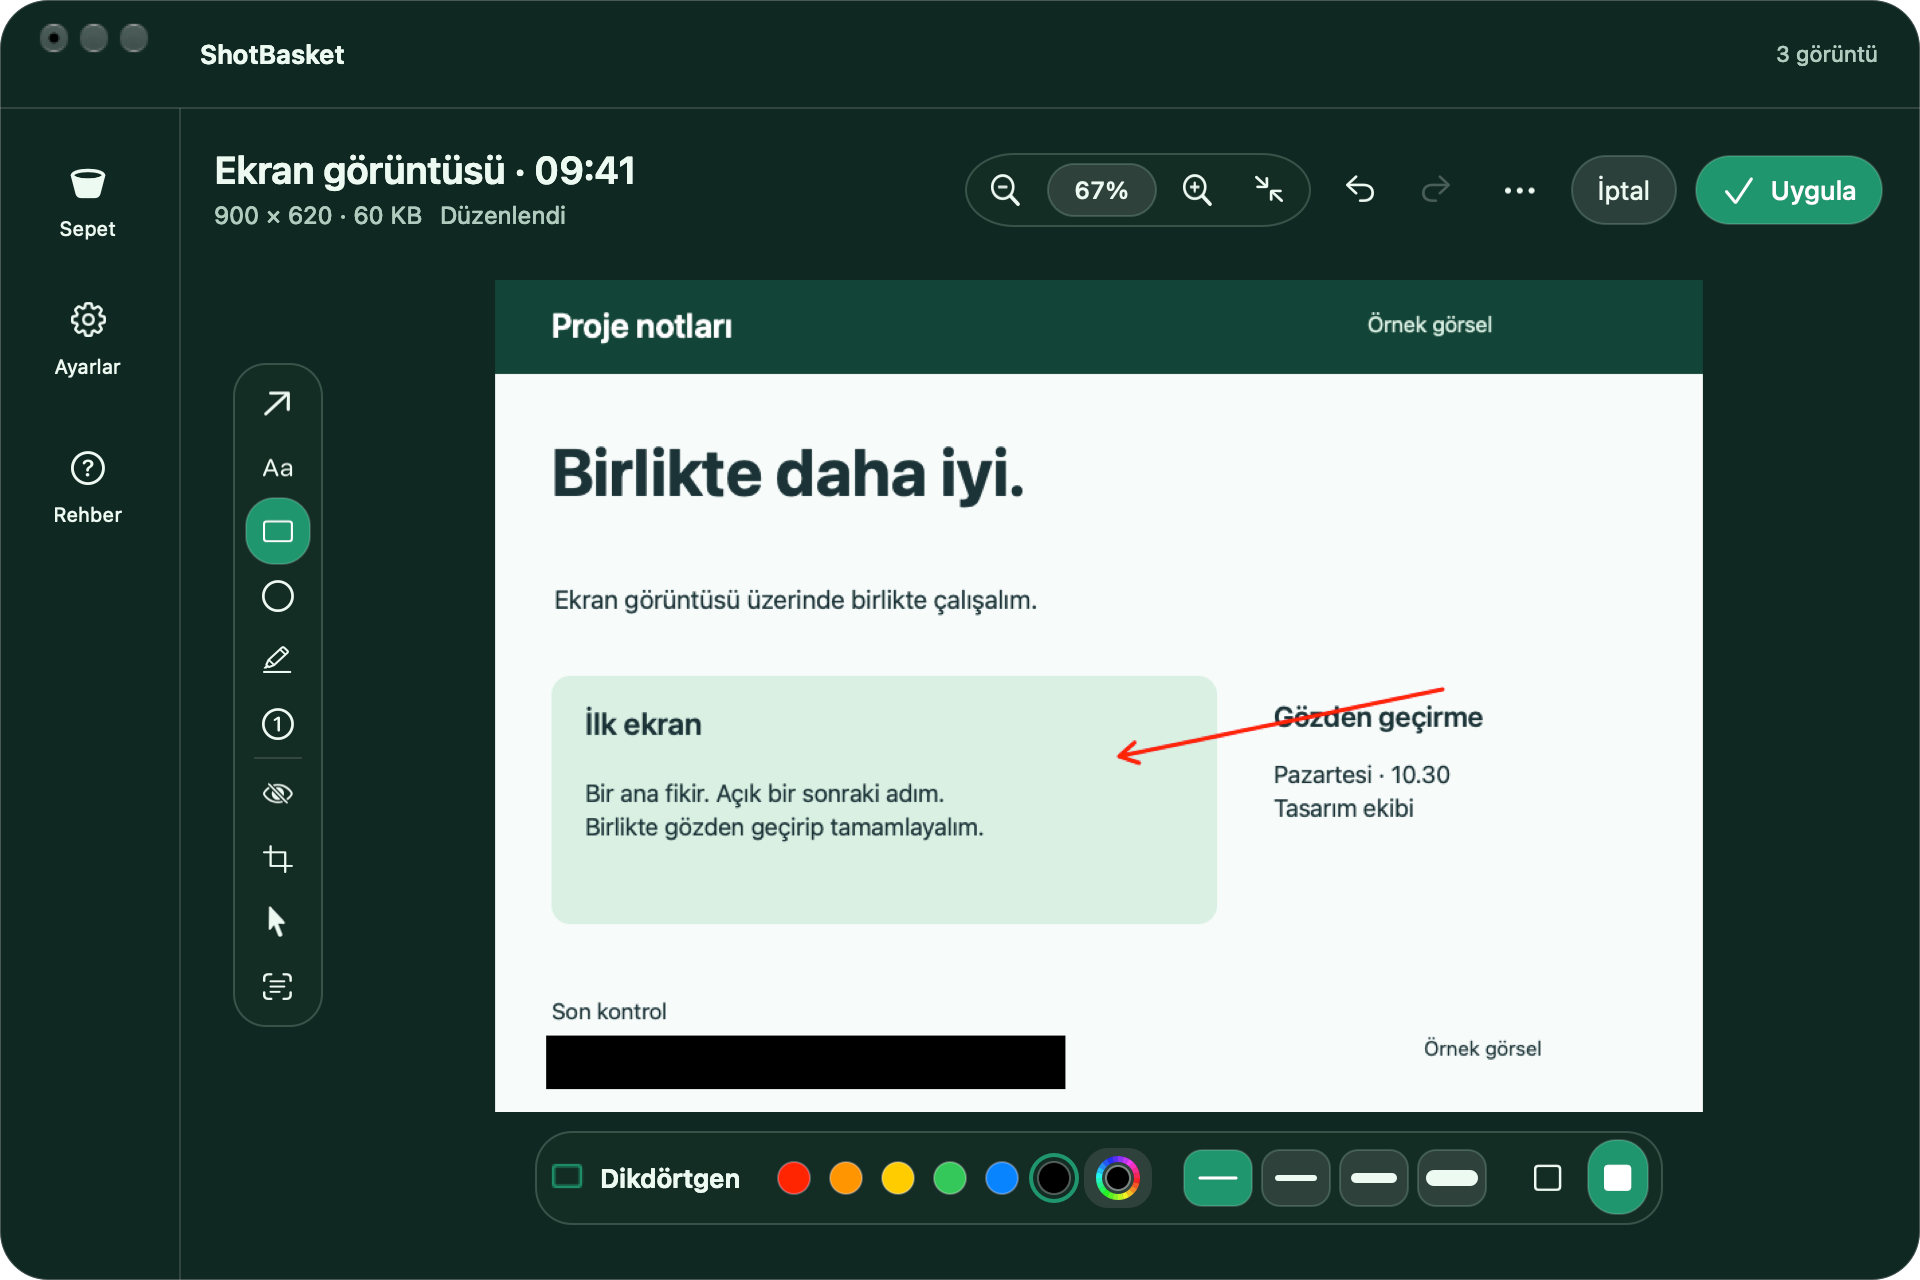 ShotBasket
3 görüntü
Sepet
Ayarlar
Rehber
Ekran görüntüsü · 09:41
900 × 620 · 60 KB Düzenlendi
67%
İptal
Uygula
Aa
1
Proje notları
Örnek görsel
Birlikte daha iyi.
Ekran görüntüsü üzerinde birlikte çalışalım.
İlk ekran
Bir ana fikir. Açık bir sonraki adım.
Birlikte gözden geçirip tamamlayalım.
Gözden geçirme
Pazartesi · 10.30
Tasarım ekibi
Son kontrol
Örnek görsel
Dikdörtgen